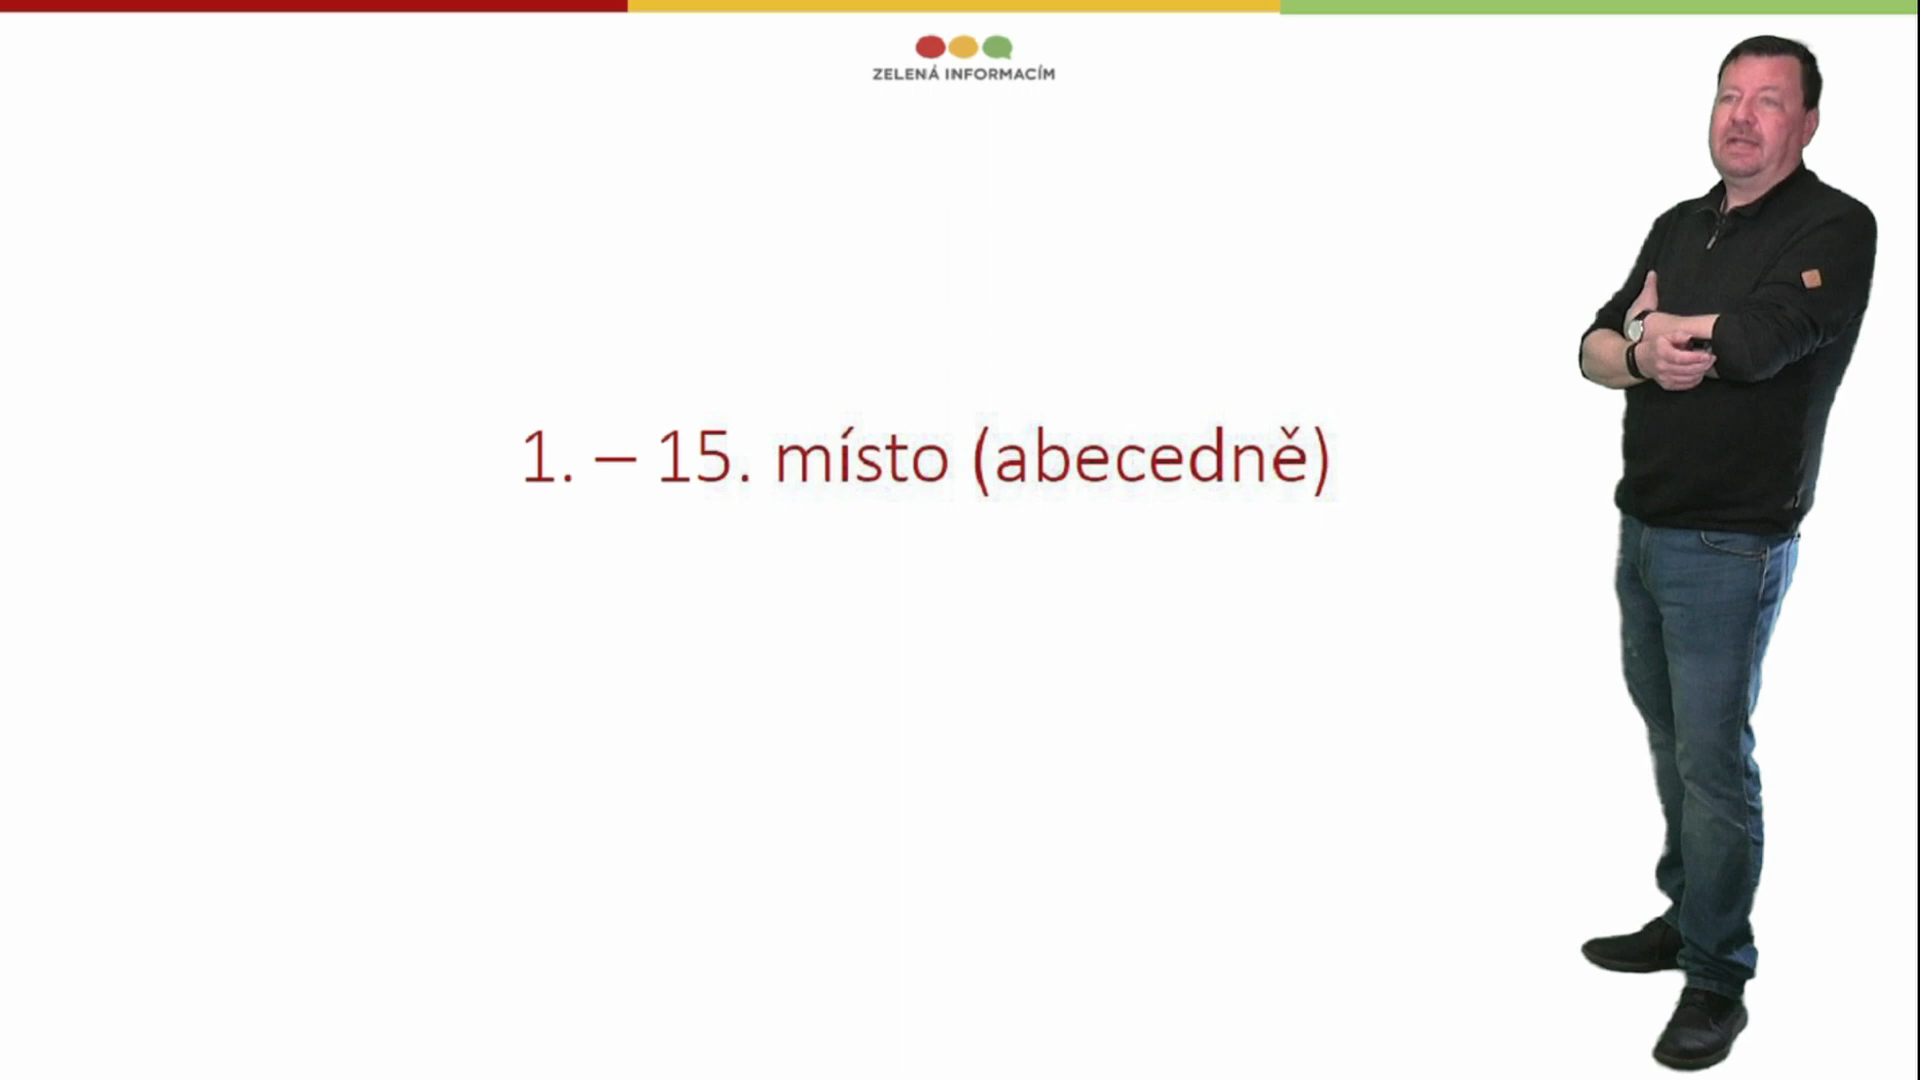 ZELENÁ INFORMACÍM
1. – 15. místo (abecedně)